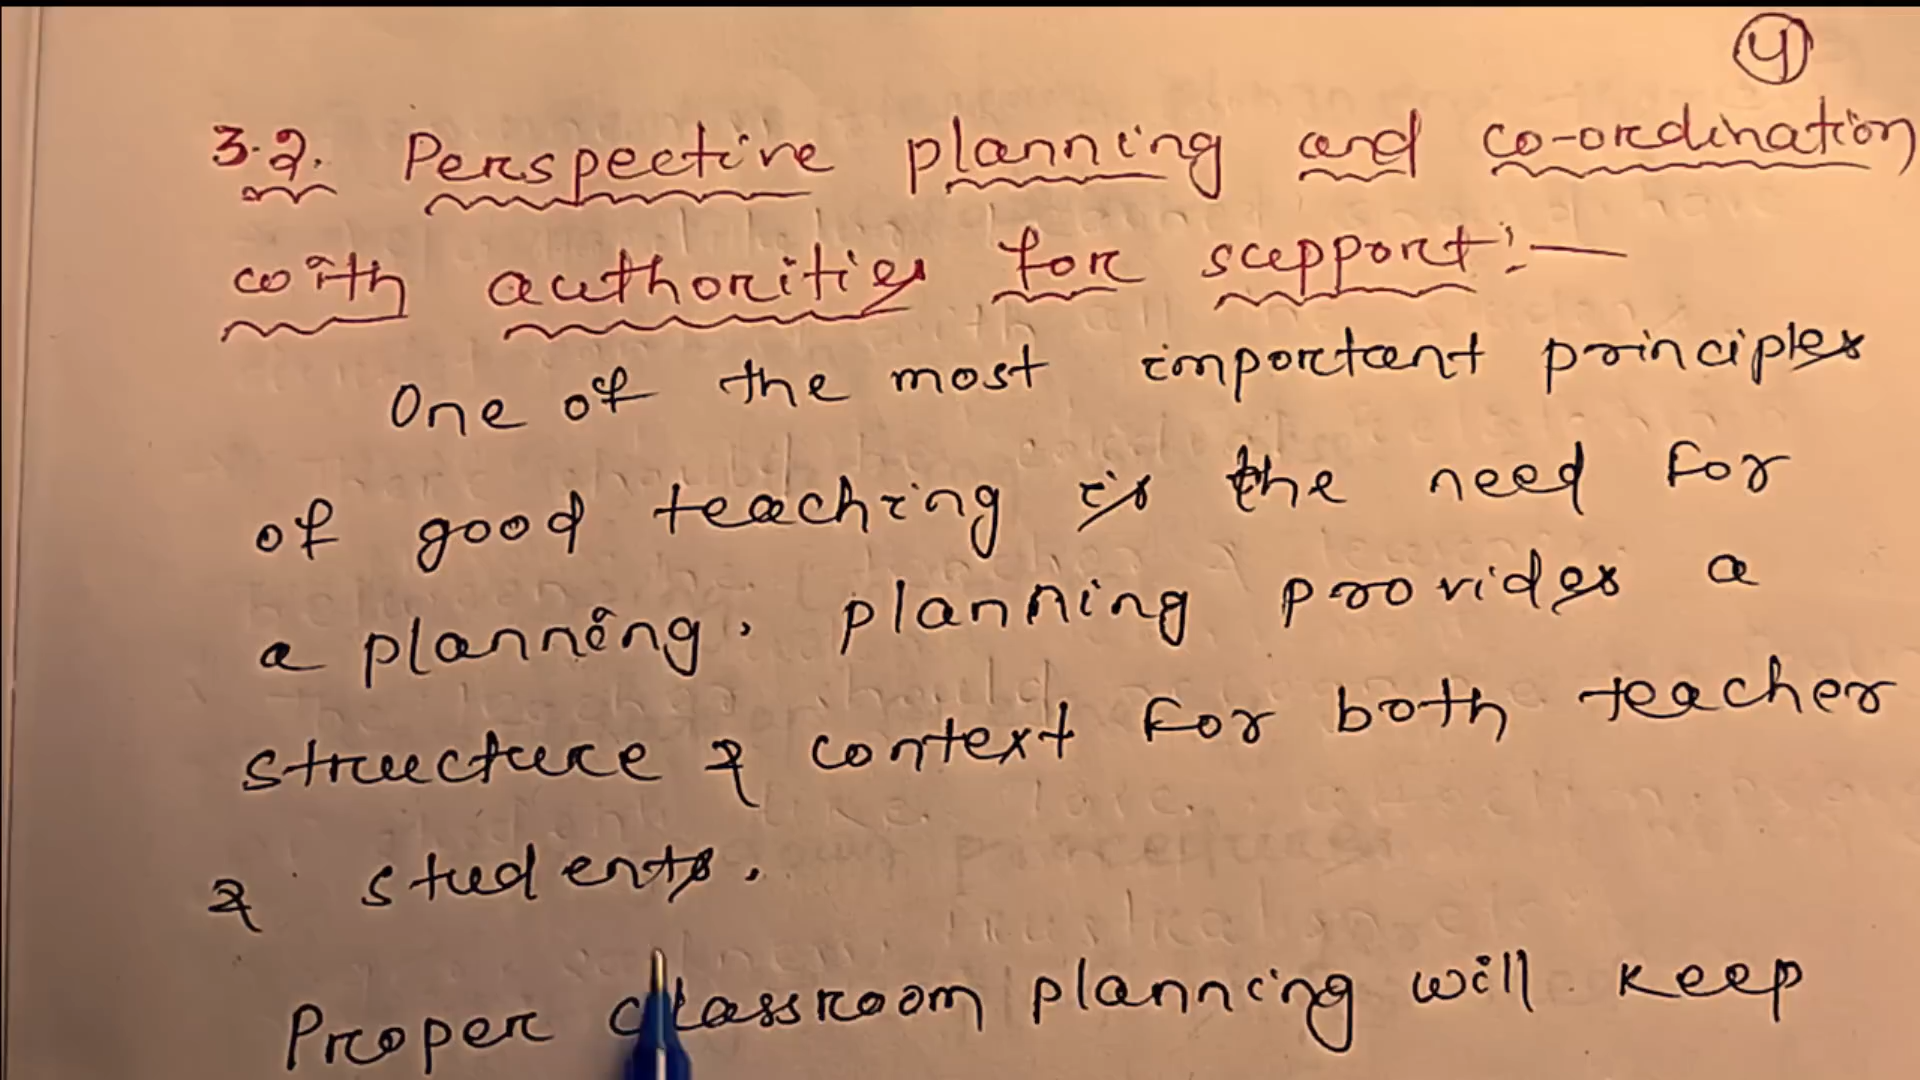 4
3.2. Perspective planning and co-ordination
with authorities for support:—
One of the most important principles
of good teaching is the need for
a planning. planning provides a
structure & context for both teacher
& students.
Proper classroom planning will keep